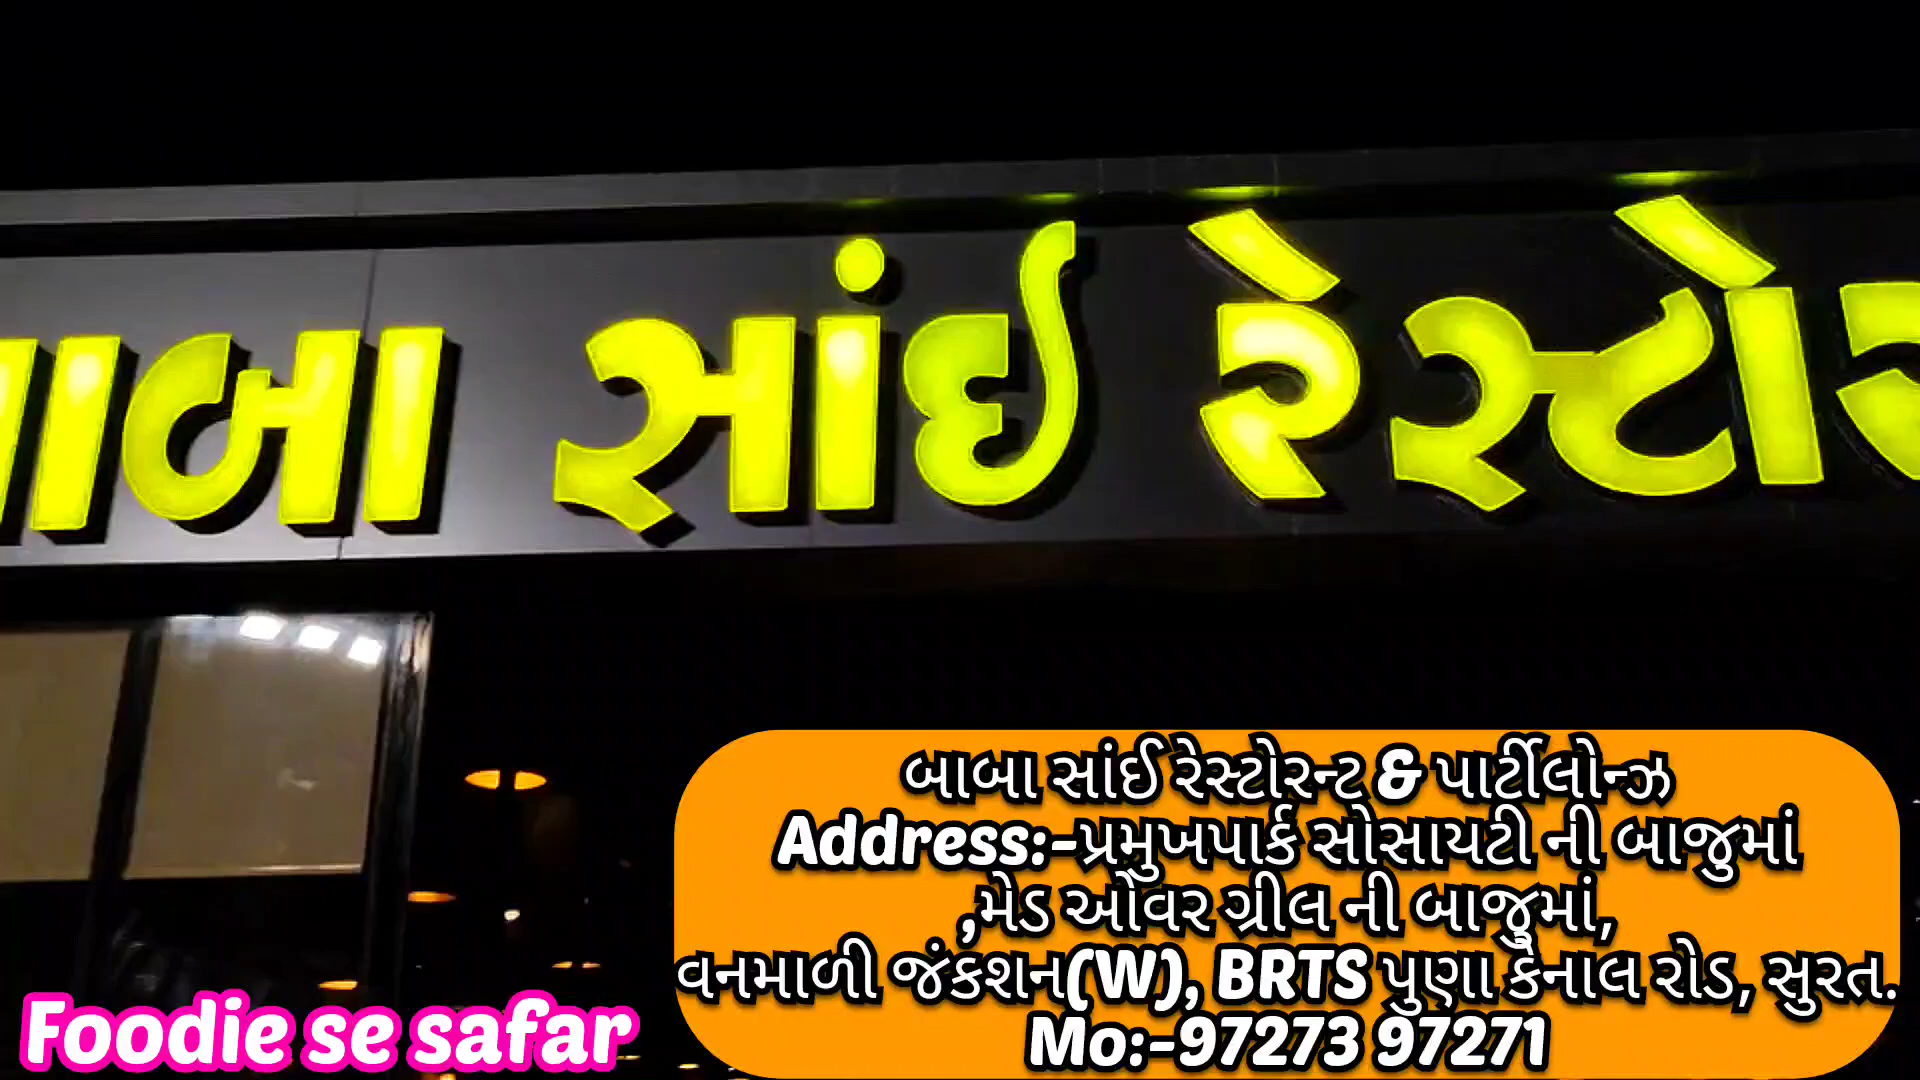 બાબા સાંઈ રેસ્ટોર
બાબા સાંઈ રેસ્ટોરન્ટ & પાર્ટીલોન્ઝ
Address:-પ્રમુખપાર્ક સોસાયટી ની બાજુમાં
,મેડ ઓવર ગ્રીલ ની બાજુમાં,
વનમાળી જંકશન(W), BRTS પુણા કેનાલ રોડ, સુરત.
Mo:-97273 97271
Foodie se safar